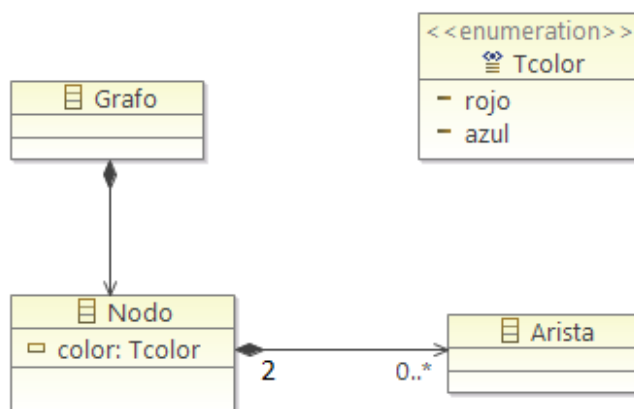 <<enumeration>>
Tcolor
rojo
azul
Grafo
Nodo
color: Tcolor
2
0..*
Arista